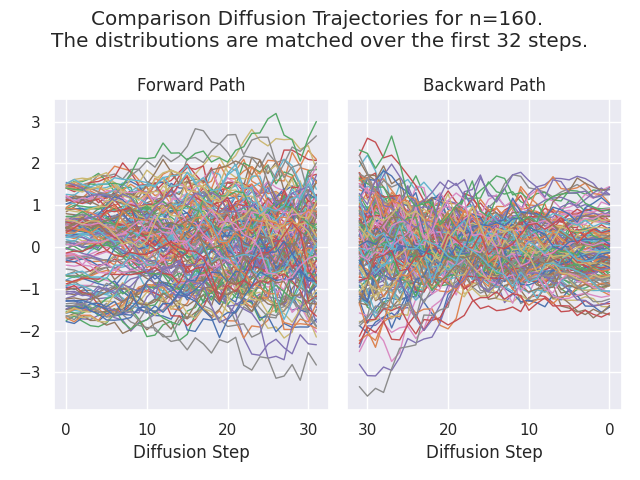 Comparison Diffusion Trajectories for n=160.
The distributions are matched over the first 32 steps.
Forward Path
Backward Path
3
2
1
0
−1
−2
−3
0 10 20 30
30 20 10 0
Diffusion Step
Diffusion Step